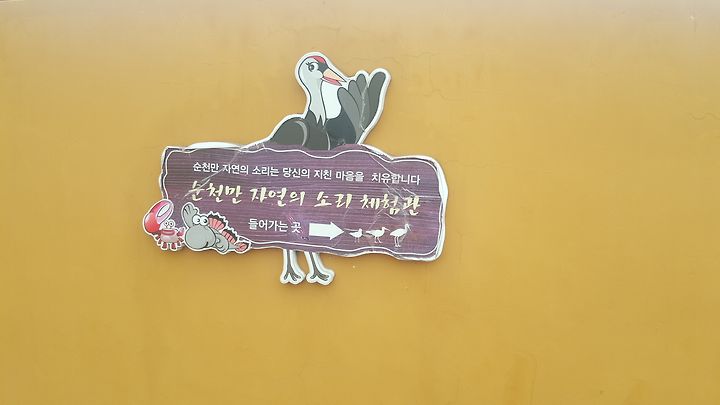 순천만 자연의 소리는 당신의 지친 마음을 치유합니다
순천만 자연의 소리 체험관
들어가는 곳